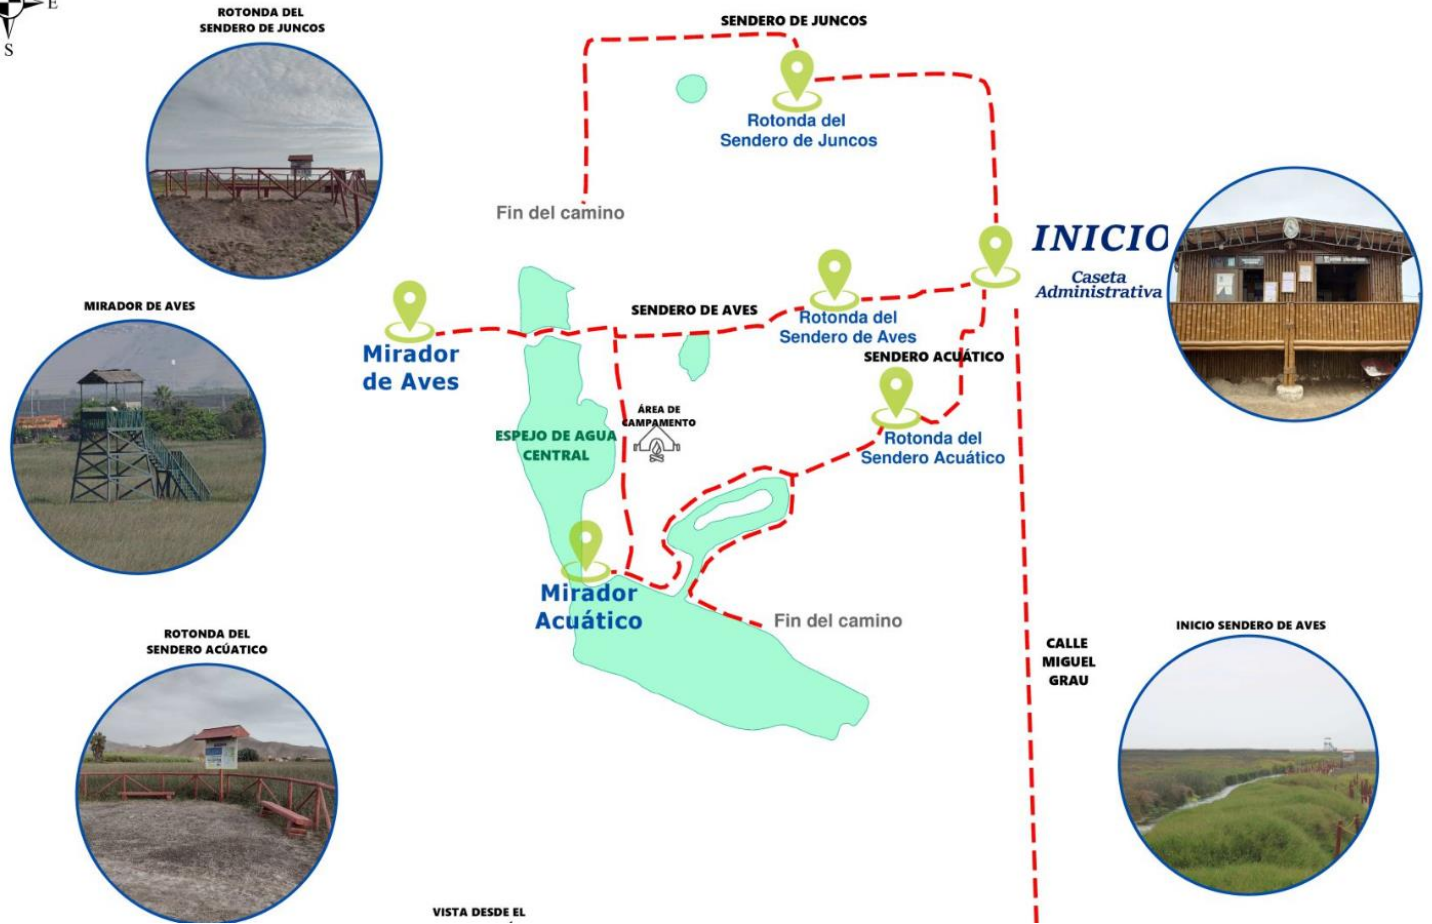 E
S
ROTONDA DEL
SENDERO DE JUNCOS
SENDERO DE JUNCOS
Rotonda del
Sendero de Juncos
Fin del camino
INICIO
Caseta
Administrativa
MIRADOR DE AVES
SENDERO DE AVES
Rotonda del
Sendero de Aves
Mirador
de Aves
SENDERO ACUÁTICO
ÁREA DE
CAMPAMENTO
ESPEJO DE AGUA
CENTRAL
Rotonda del
Sendero Acuático
Mirador
Acuático
Fin del camino
ROTONDA DEL
SENDERO ACÚATICO
CALLE
MIGUEL
GRAU
INICIO SENDERO DE AVES
VISTA DESDE EL